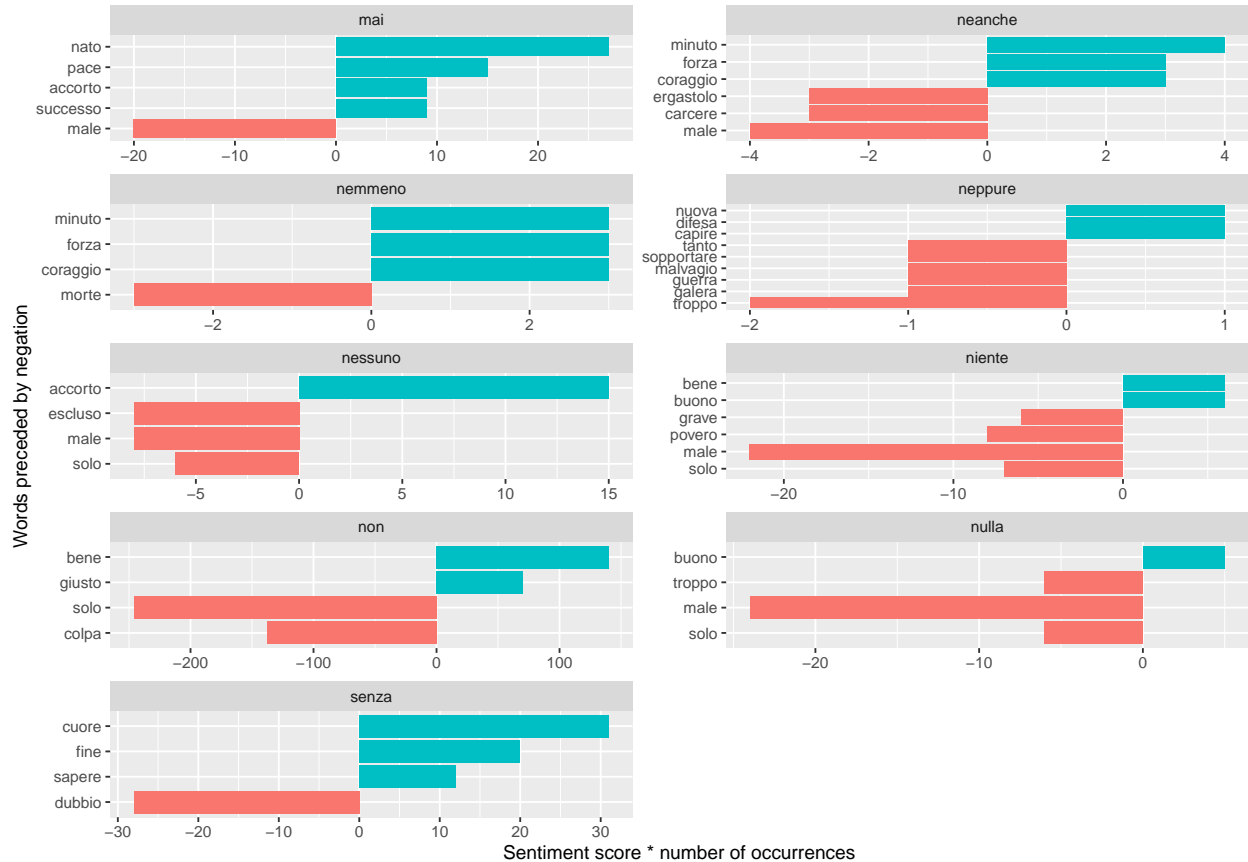 mai
nato
pace
accorto
successo
male
−20 −10 0 10 20
neanche
minuto
forza
coraggio
ergastolo
carcere
male
−4 −2 0 2 4
nemmeno
minuto
forza
coraggio
morte
−2 0 2
neppure
nuova
difesa
capire
tanto
sopportare
malvagio
guerra
galera
troppo
−2 −1 0 1
nessuno
accorto
escluso
male
solo
−5 0 5 10 15
niente
bene
buono
grave
povero
male
solo
−20 −10 0
non
bene
giusto
solo
colpa
−200 −100 0 100
nulla
buono
troppo
male
solo
−20 −10 0
senza
cuore
fine
sapere
dubbio
−30 −20 −10 0 10 20 30
Words preceded by negation
Sentiment score * number of occurrences